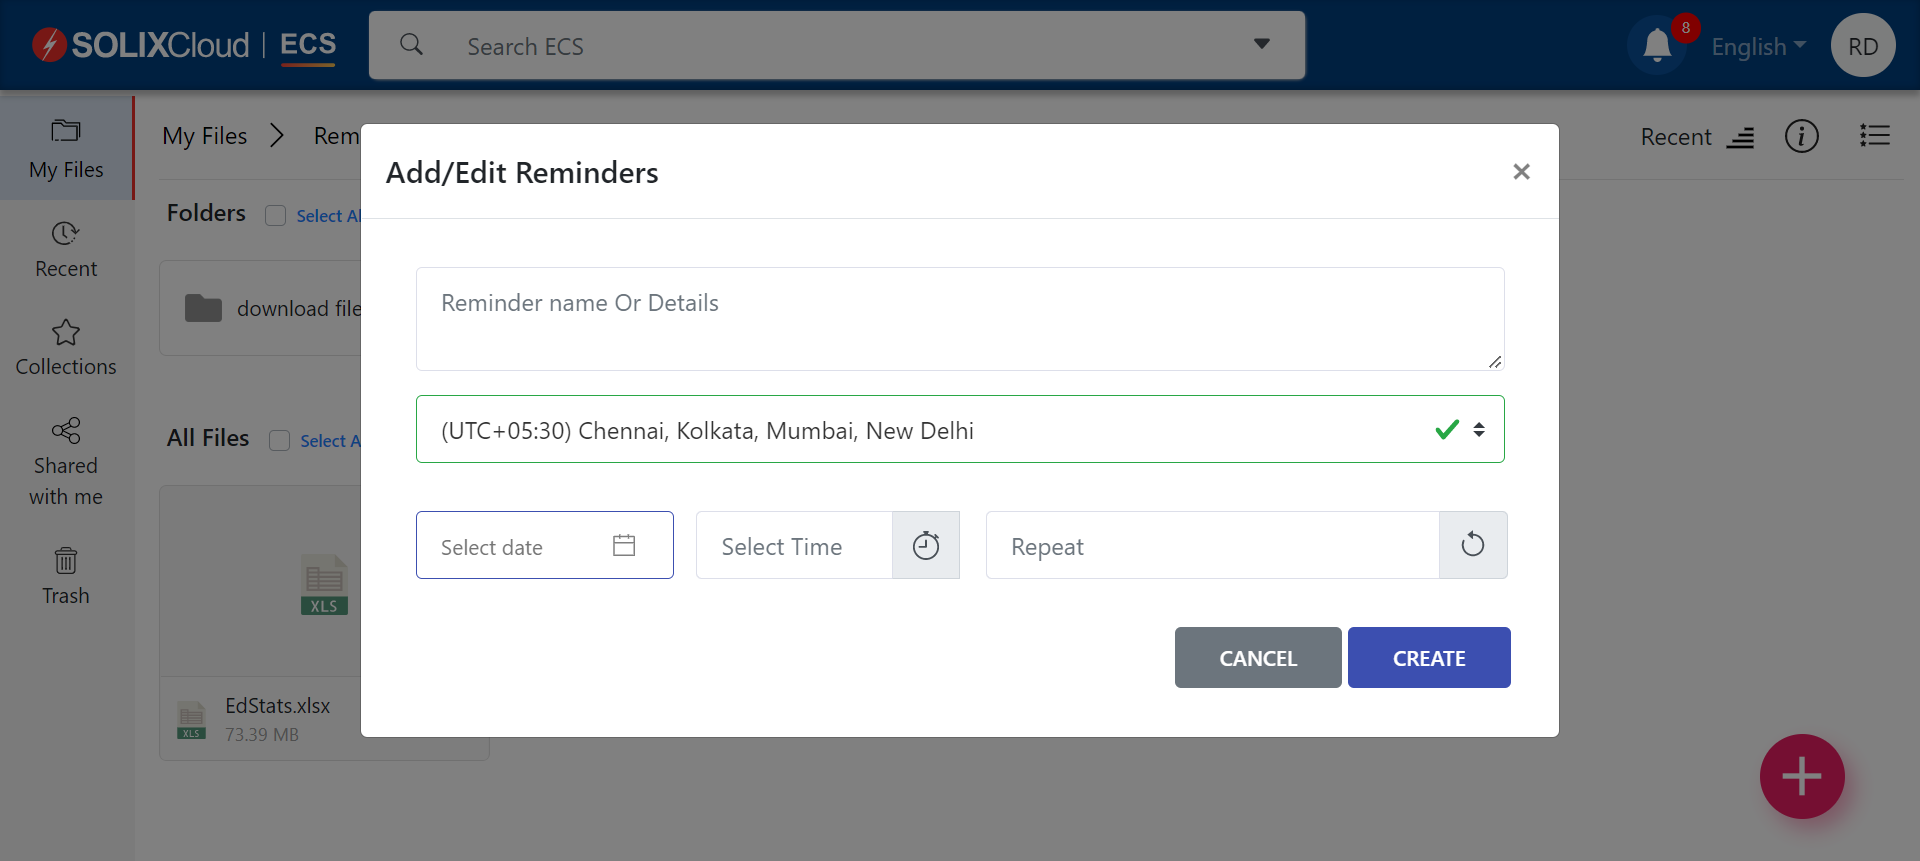 SOLIXCloud | ECS
Search ECS
8
English
RD
My Files
Recent
Collections
Shared
with me
Trash
My Files
Recent
Folders
Select
download file
All Files
Select
XLS
EdStats.xlsx
XLS
73.39 MB
Add/Edit Reminders
Reminder name Or Details
(UTC+05:30) Chennai, Kolkata, Mumbai, New Delhi
Select date
Select Time
Repeat
CANCEL
CREATE